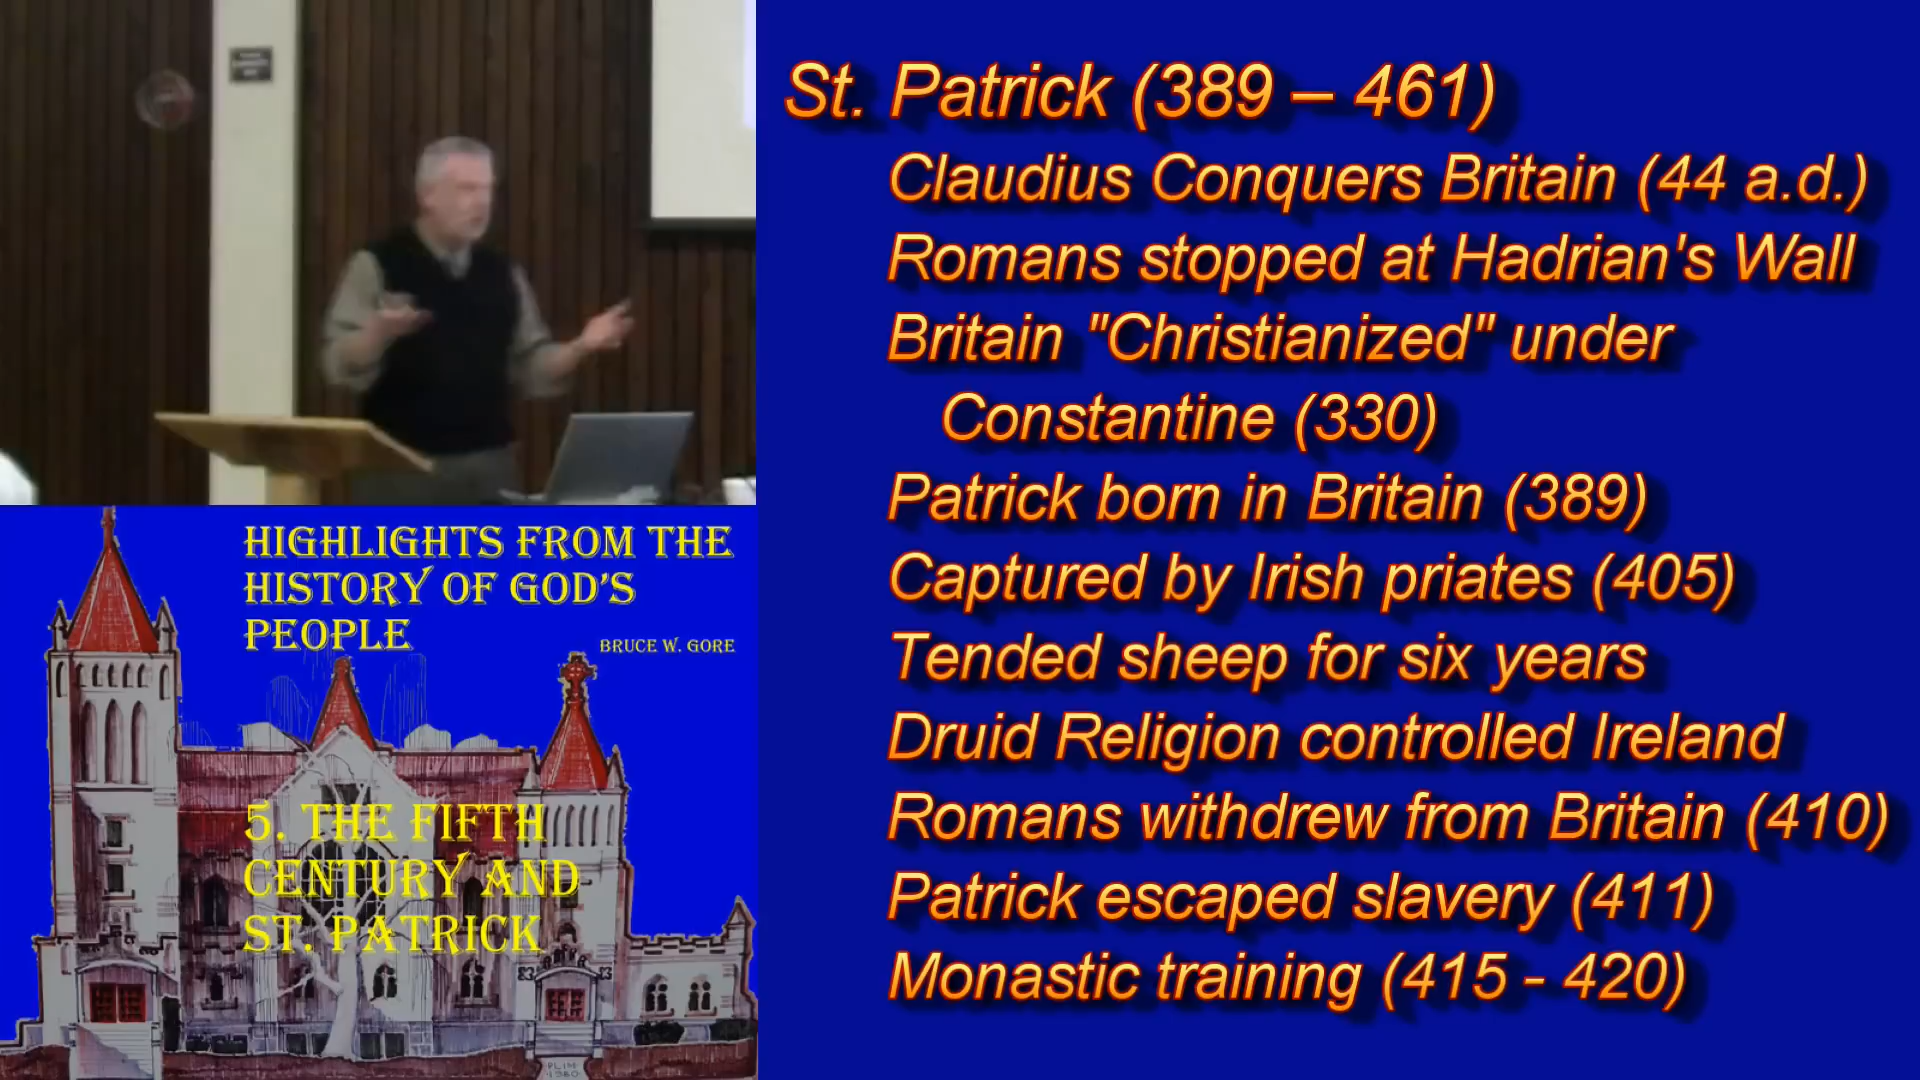 St. Patrick (389 – 461)
Claudius Conquers Britain (44 a.d.)
Romans stopped at Hadrian's Wall
Britain "Christianized" under
Constantine (330)
Patrick born in Britain (389)
Captured by Irish priates (405)
Tended sheep for six years
Druid Religion controlled Ireland
Romans withdrew from Britain (410)
Patrick escaped slavery (411)
Monastic training (415 - 420)
HIGHLIGHTS FROM THE
HISTORY OF GOD'S
PEOPLE
BRUCE W. GORE
5. THE FIFTH
CENTURY AND
ST. PATRICK